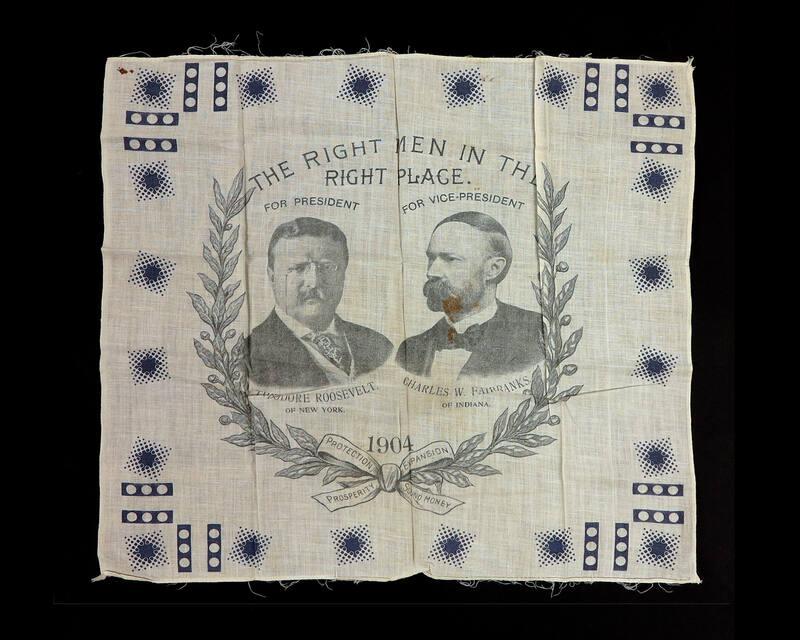 THE RIGHT MEN IN THE
RIGHT PLACE.
FOR PRESIDENT
FOR VICE-PRESIDENT
THEODORE ROOSEVELT.
OF NEW YORK.
CHARLES W. FAIRBANKS,
OF INDIANA.
1904
PROTECTION
EXPANSION
PROSPERITY
SOUND MONEY